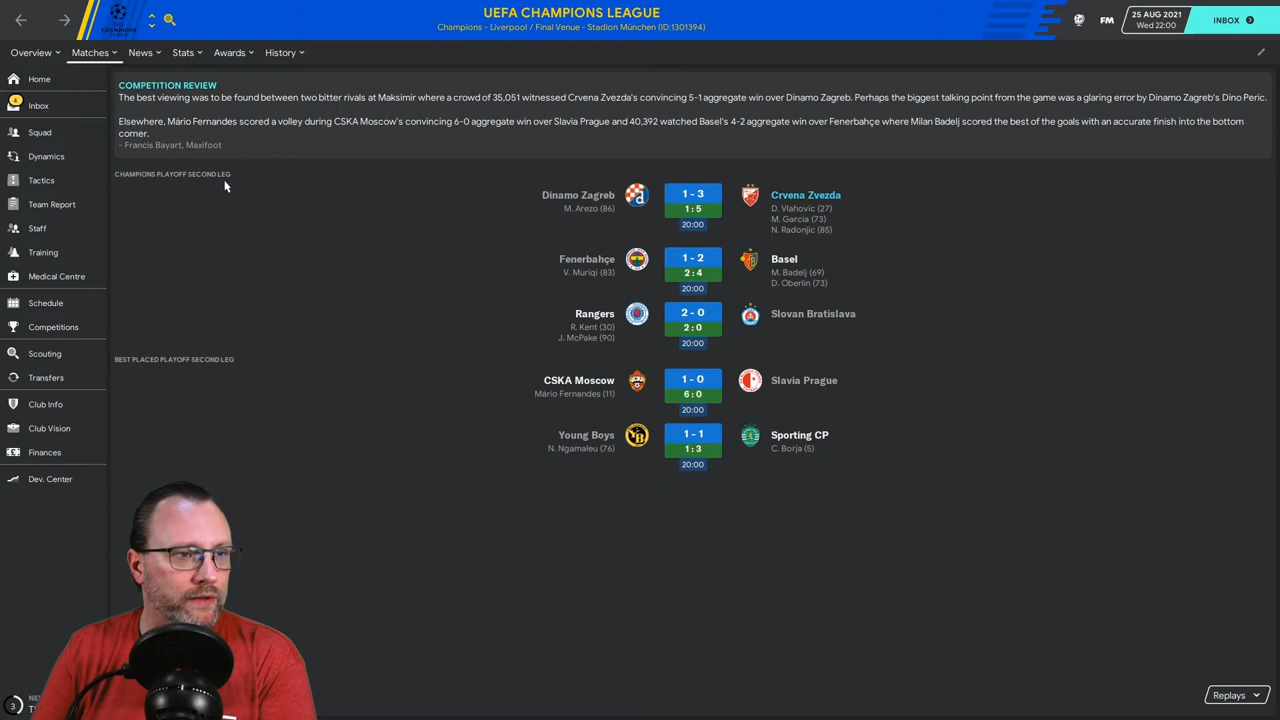 UEFA CHAMPIONS LEAGUE
Champions - Liverpool / Final Venue - Stadion München (ID:1301394)
FM
25 AUG 2021
Wed 22:00
INBOX
Overview
Matches
News
Stats
Awards
History
Home
4
Inbox
Squad
Dynamics
Tactics
Team Report
Staff
Training
Medical Centre
Schedule
Competitions
Scouting
Transfers
Club Info
Club Vision
Finances
Dev. Center
COMPETITION REVIEW
The best viewing was to be found between two bitter rivals at Maksimir where a crowd of 35,051 witnessed Crvena Zvezda's convincing 5-1 aggregate win over Dinamo Zagreb. Perhaps the biggest talking point from the game was a glaring error by Dinamo Zagreb's Dino Peric.
Elsewhere, Mário Fernandes scored a volley during CSKA Moscow's convincing 6-0 aggregate win over Slavia Prague and 40,392 watched Basel's 4-2 aggregate win over Fenerbahçe where Milan Badelj scored the best of the goals with an accurate finish into the bottom
corner.
- Francis Bayart, Maxifoot
CHAMPIONS PLAYOFF SECOND LEG
Dinamo Zagreb 1 - 3 Crvena Zvezda
M. Arezo (86) 1 : 5 D. Vlahovic (27)
M. García (73)
20:00 N. Radonjic (85)
Fenerbahçe 1 - 2 Basel
V. Muriqi (83) 2 : 4 M. Badelj (69)
D. Oberlin (73)
20:00
Rangers 2 - 0 Slovan Bratislava
R. Kent (30) 2 : 0
J. McPake (90)
20:00
BEST PLACED PLAYOFF SECOND LEG
CSKA Moscow 1 - 0 Slavia Prague
Mário Fernandes (11) 6 : 0
20:00
Young Boys 1 - 1 Sporting CP
N. Ngamaleu (76) 1 : 3 C. Borja (5)
20:00
3
Replays